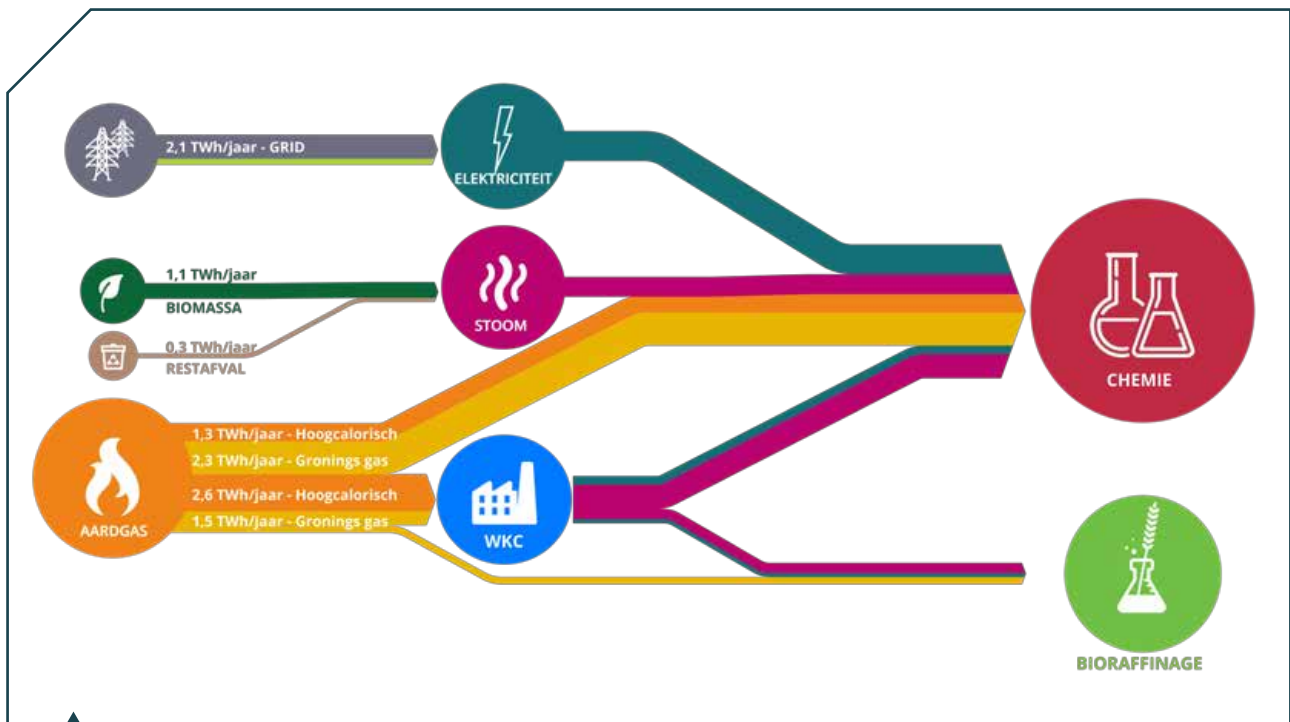 2,1 TWh/jaar - GRID
ELEKTRICITEIT
1,1 TWh/jaar
BIOMASSA
STOOM
0,3 TWh/jaar
RESTAFVAL
CHEMIE
1,3 TWh/jaar - Hoogcalorisch
2,3 TWh/jaar - Gronings gas
2,6 TWh/jaar - Hoogcalorisch
1,5 TWh/jaar - Gronings gas
AARDGAS
WKC
BIORAFFINAGE